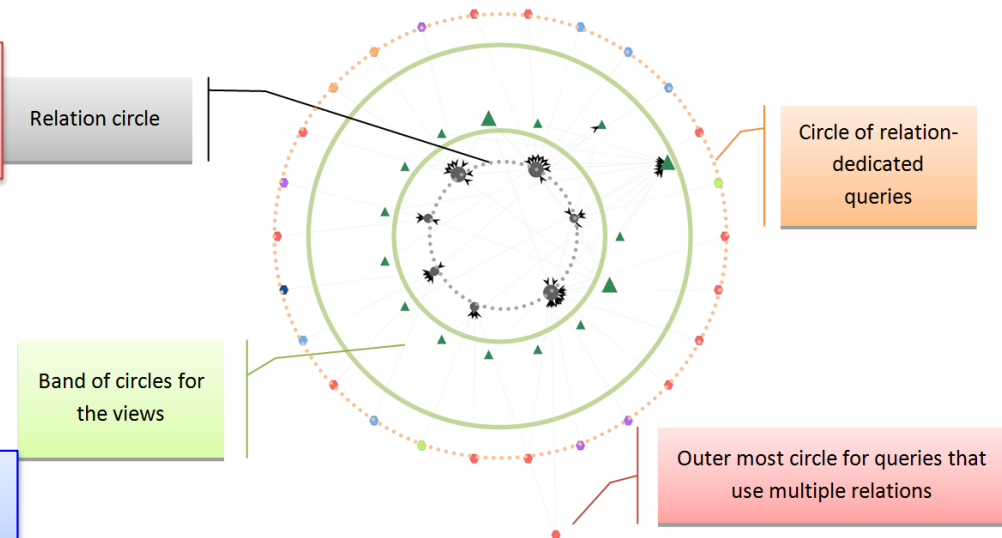 Relation circle
Circle of relation-
dedicated
queries
Band of circles for
the views
Outer most circle for queries that
use multiple relations